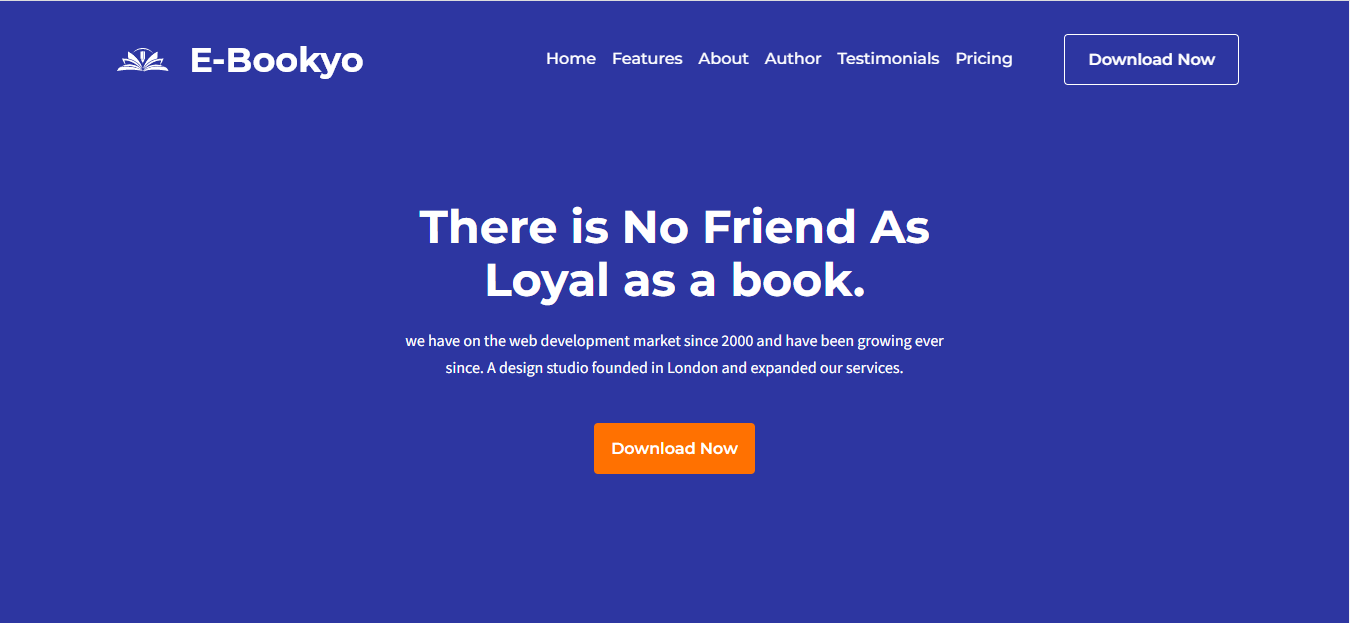 E-Bookyo
Home Features About Author Testimonials Pricing
Download Now
There is No Friend As
Loyal as a book.
we have on the web development market since 2000 and have been growing ever
since. A design studio founded in London and expanded our services.
Download Now